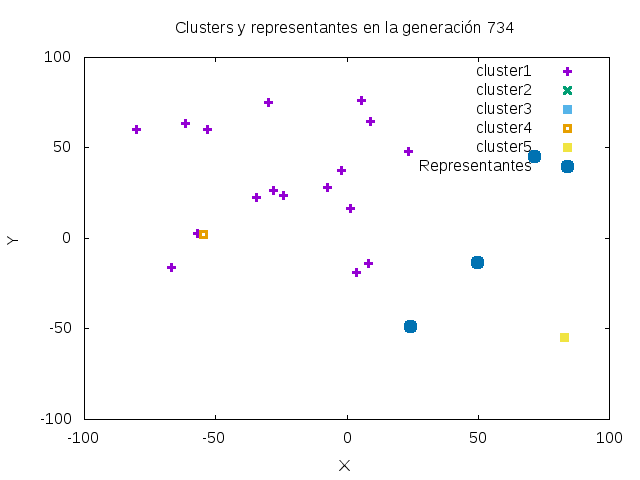 Clusters y representantes en la generación 734
100
50
0
-50
-100
-100
-50
0
50
100
X
Y
cluster1
cluster2
cluster3
cluster4
cluster5
Representantes